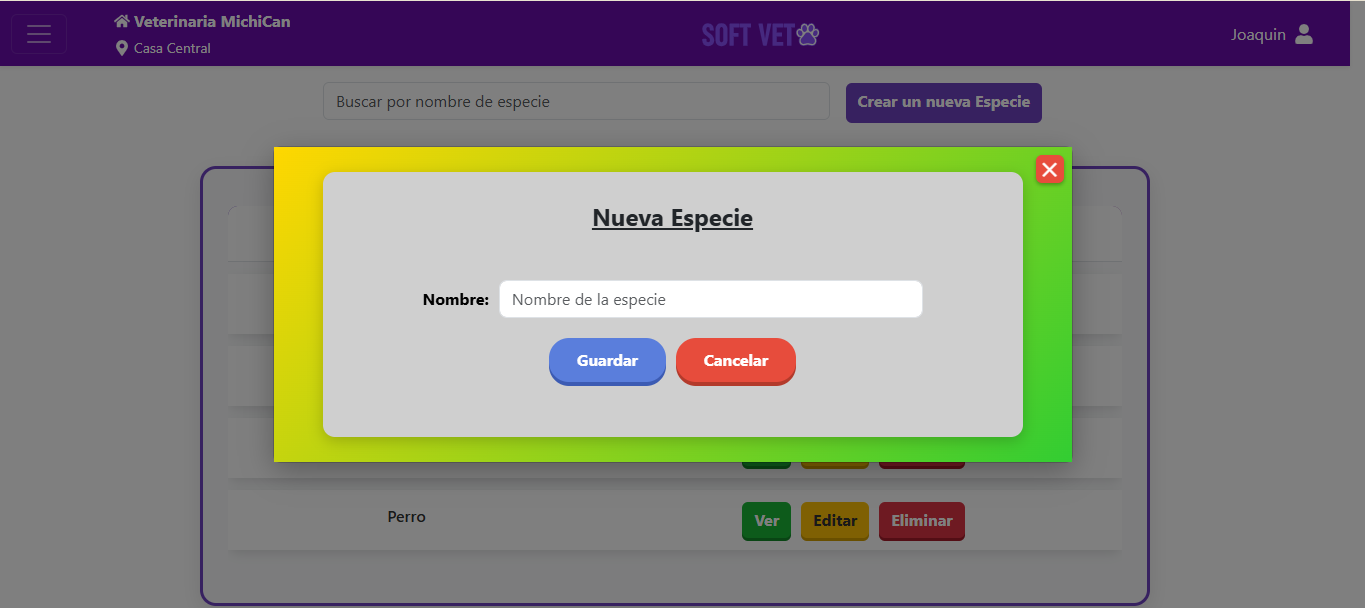 Veterinaria MichiCan
Casa Central
SOFT VET
Joaquin
Buscar por nombre de especie
Crear un nueva Especie
Nueva Especie
Nombre: Nombre de la especie
Guardar Cancelar
Perro Ver Editar Eliminar